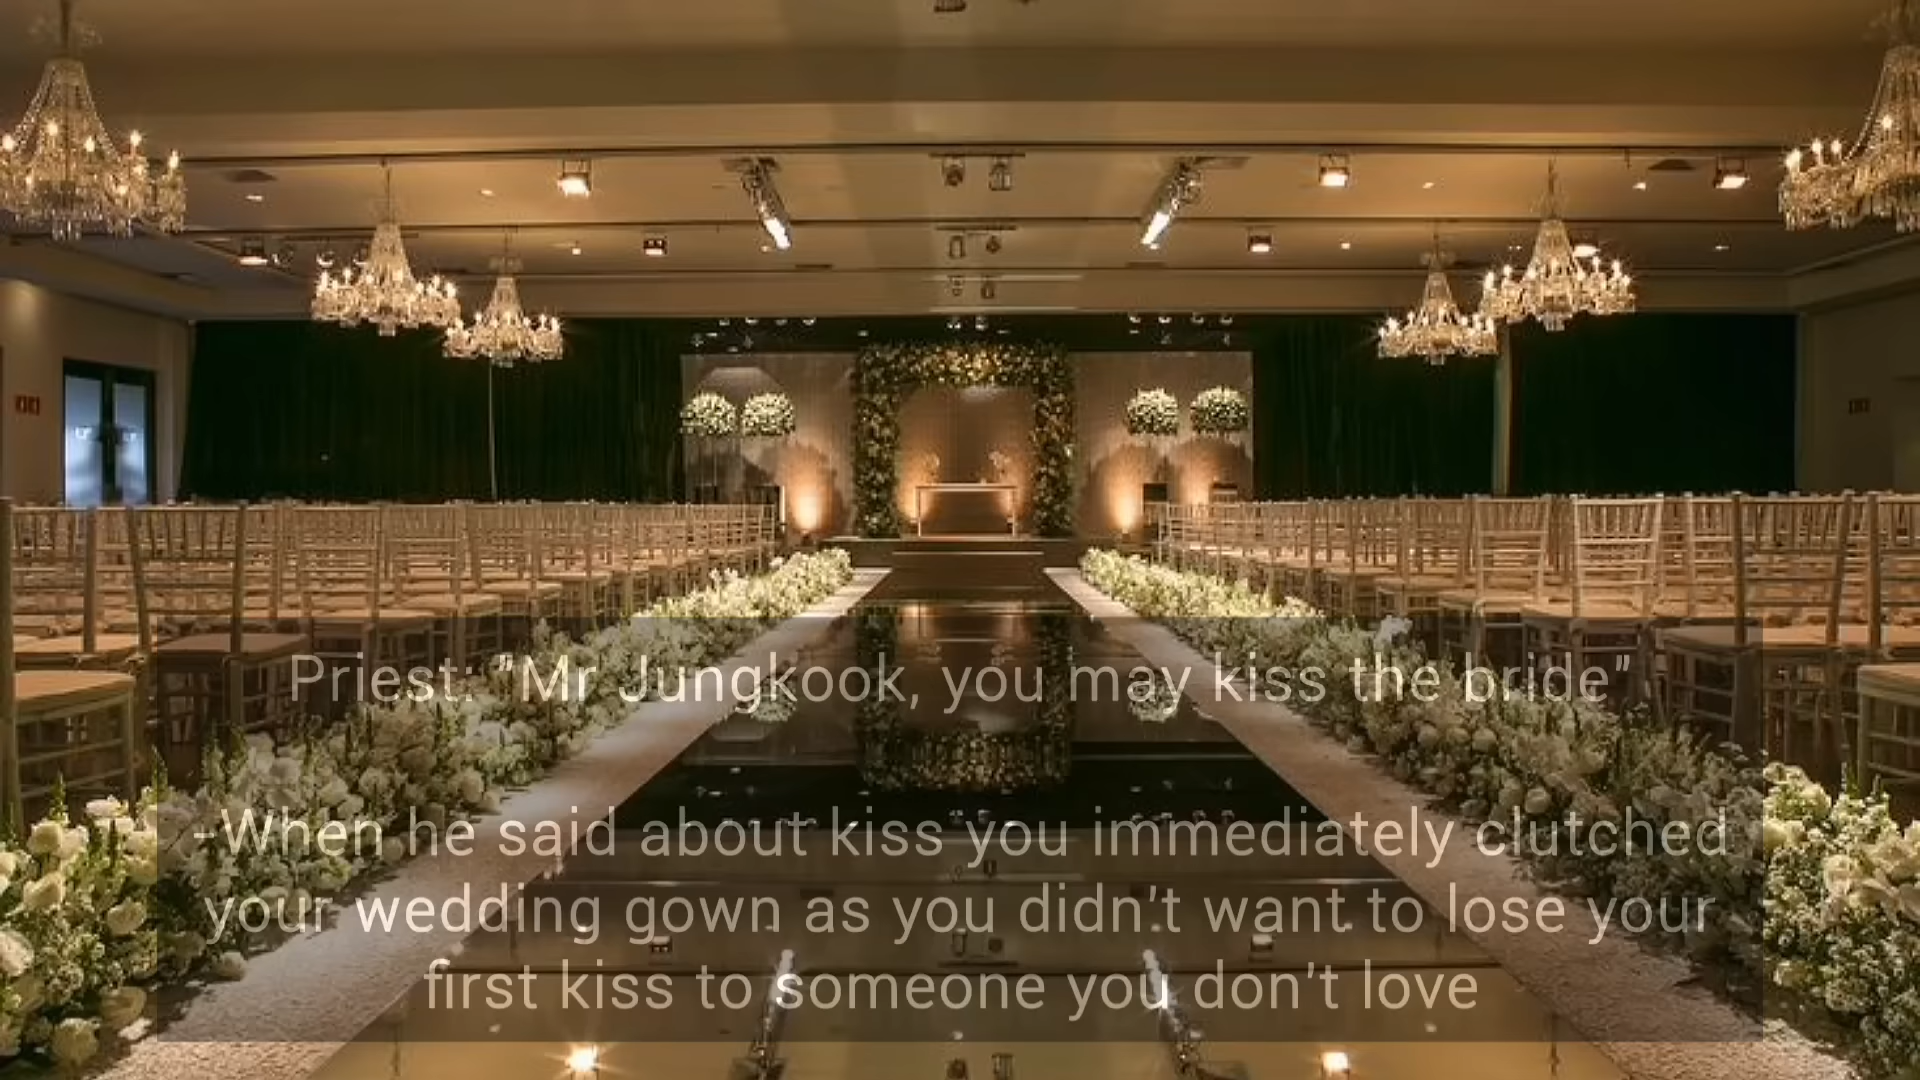 Priest: "Mr Jungkook, you may kiss the bride"
-When he said about kiss you immediately clutched
your wedding gown as you didn't want to lose your
first kiss to someone you don't love